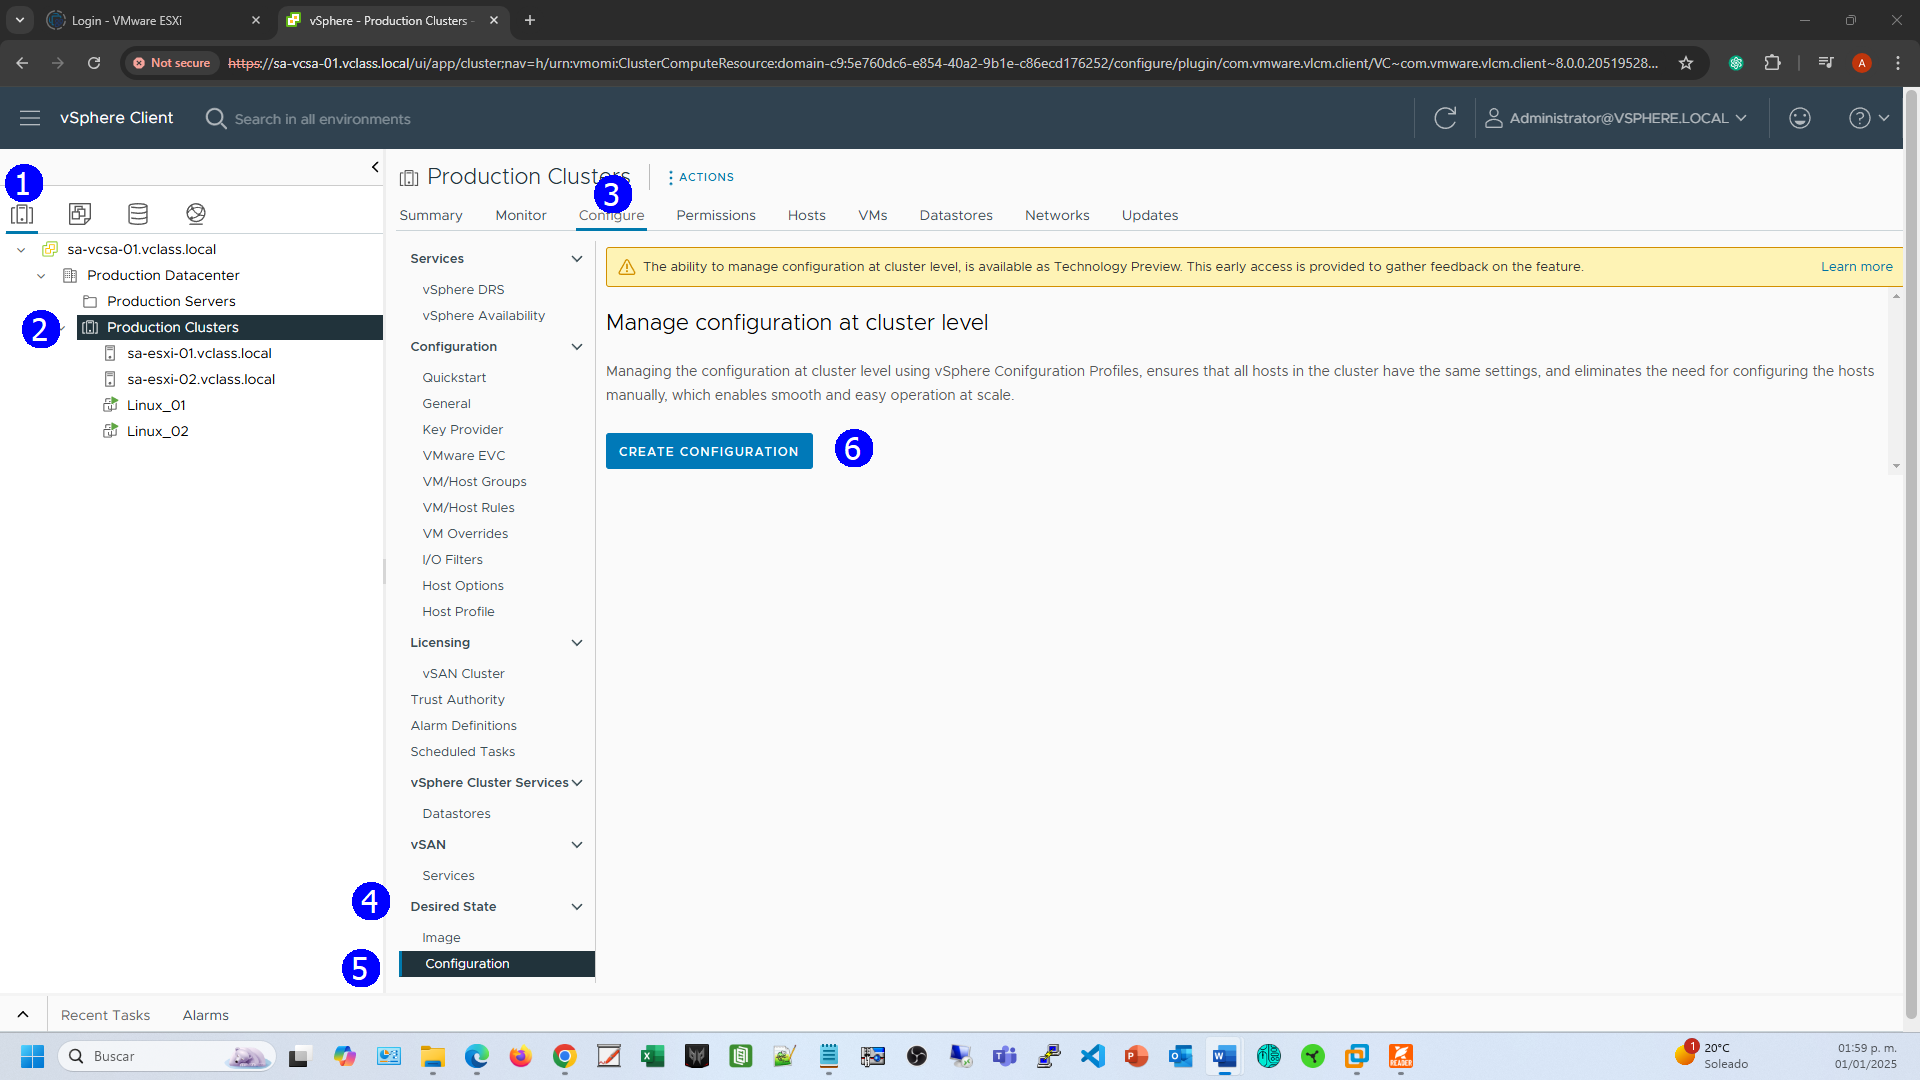 Login - VMware ESXi
vSphere - Production Clusters -
Not secure
https://sa-vcsa-01.vclass.local/ui/app/cluster;nav=h/urn:vmomi:ClusterComputeResource:domain-c9:5e760dc6-e854-40a2-9b1e-c86ecd176252/configure/plugin/com.vmware.vlcm.client/VC~com.vmware.vlcm.client~8.0.0.20519528...
A
vSphere Client
Search in all environments
Administrator@VSPHERE.LOCAL
1
sa-vcsa-01.vclass.local
Production Datacenter
Production Servers
2
Production Clusters
sa-esxi-01.vclass.local
sa-esxi-02.vclass.local
Linux_01
Linux_02
Production Clusters
ACTIONS
3
Summary
Monitor
Configure
Permissions
Hosts
VMs
Datastores
Networks
Updates
Services
vSphere DRS
vSphere Availability
Configuration
Quickstart
General
Key Provider
VMware EVC
VM/Host Groups
VM/Host Rules
VM Overrides
I/O Filters
Host Options
Host Profile
Licensing
vSAN Cluster
Trust Authority
Alarm Definitions
Scheduled Tasks
vSphere Cluster Services
Datastores
vSAN
Services
4
Desired State
Image
5
Configuration
The ability to manage configuration at cluster level, is available as Technology Preview. This early access is provided to gather feedback on the feature.
Learn more
Manage configuration at cluster level
Managing the configuration at cluster level using vSphere Conifguration Profiles, ensures that all hosts in the cluster have the same settings, and eliminates the need for configuring the hosts
manually, which enables smooth and easy operation at scale.
CREATE CONFIGURATION
6
Recent Tasks
Alarms
Buscar
1
20°C
Soleado
01:59 p. m.
01/01/2025
READER